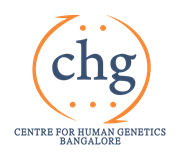 chg
CENTRE FOR HUMAN GENETICS
BANGALORE